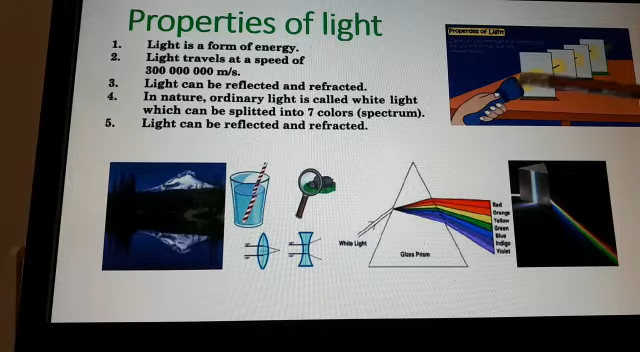 Properties of light
1. Light is a form of energy.
2. Light travels at a speed of
300 000 000 m/s.
3. Light can be reflected and refracted.
4. In nature, ordinary light is called white light
which can be splitted into 7 colors (spectrum).
5. Light can be reflected and refracted.
Properties of Light
White Light
Glass Prism
Red
Orange
Yellow
Green
Blue
Indigo
Violet